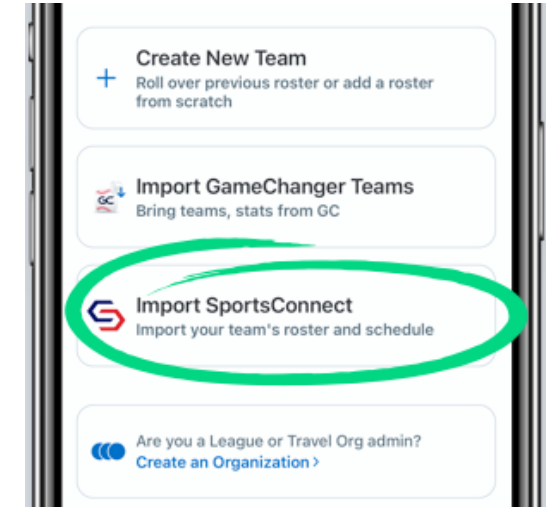 Create New Team
Roll over previous roster or add a roster
from scratch
GC
Import GameChanger Teams
Bring teams, stats from GC
Import SportsConnect
Import your team's roster and schedule
Are you a League or Travel Org admin?
Create an Organization >